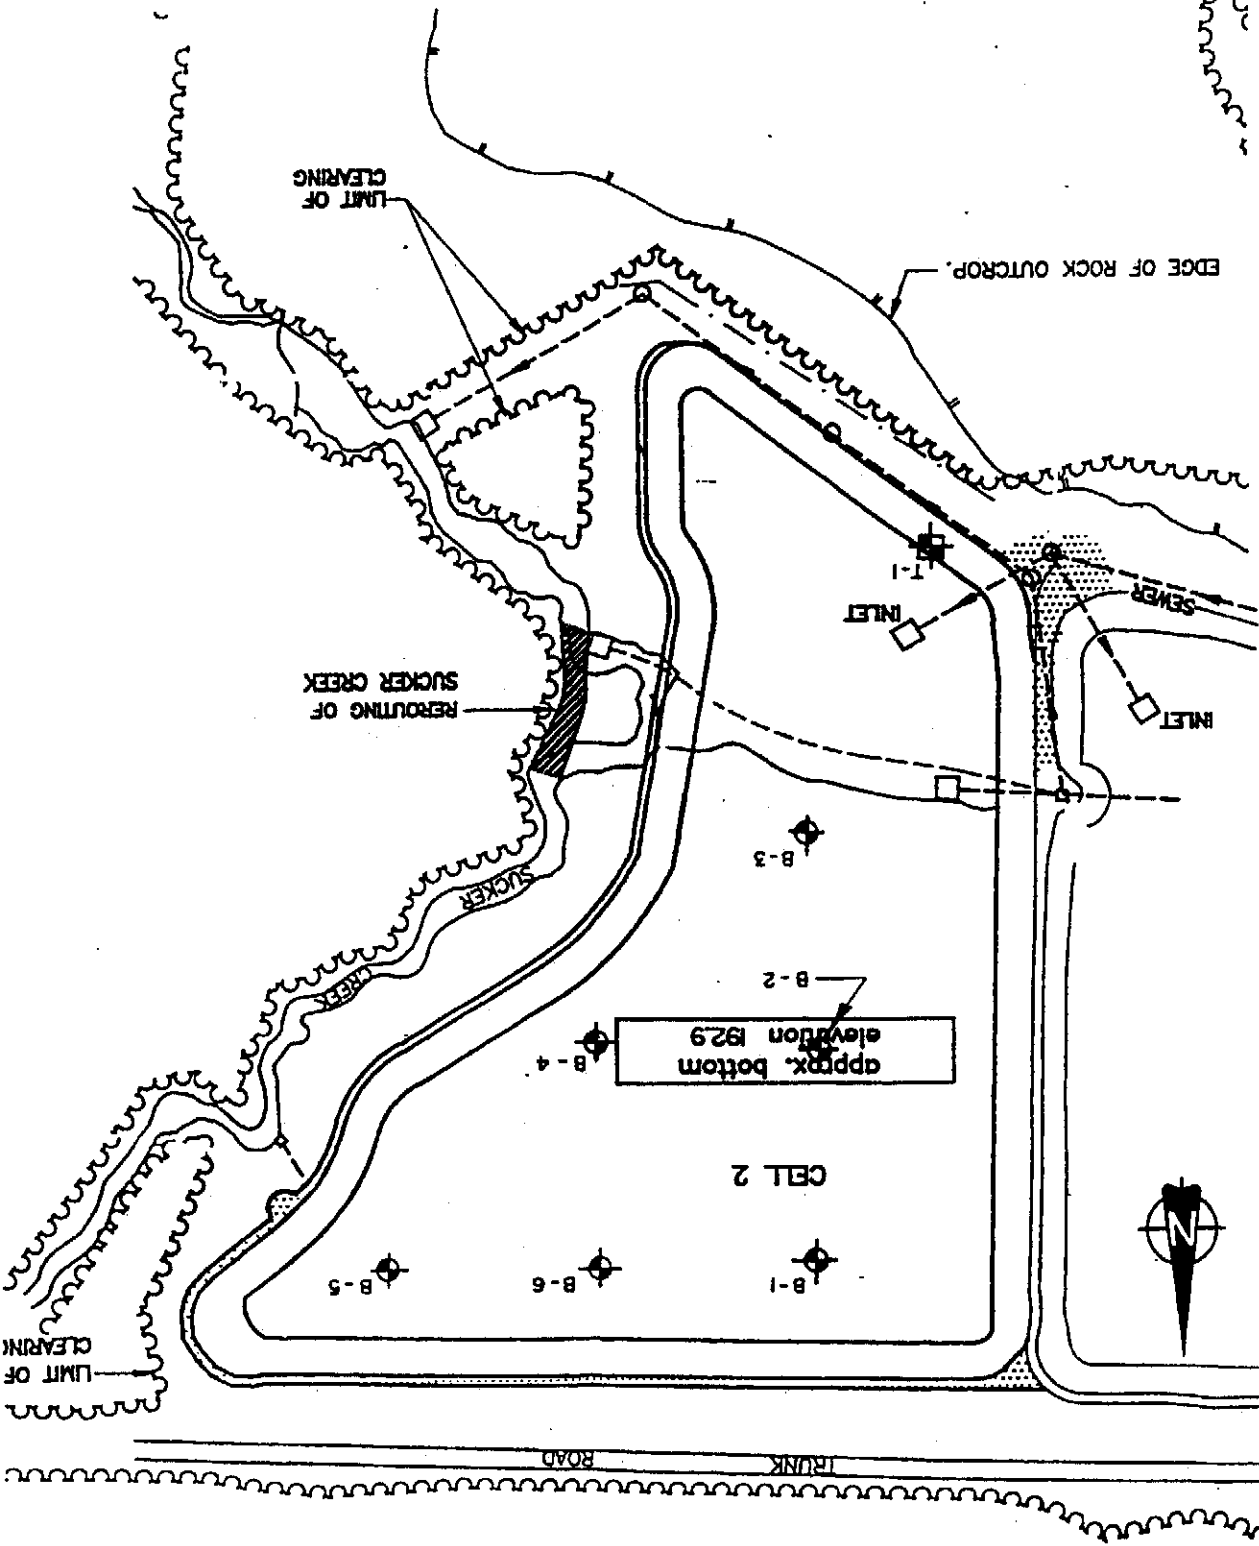 TRUNK ROAD
LIMIT OF
CLEARING
B-1
B-6
B-5
N
CELL 2
approx. bottom
elevation 192.9
B-4
B-2
SUCKER
CREEK
B-3
INLET
REROUTING OF
SUCKER CREEK
INLET
SEWER
T-1
EDGE OF ROCK OUTCROP.
LIMIT OF
CLEARING